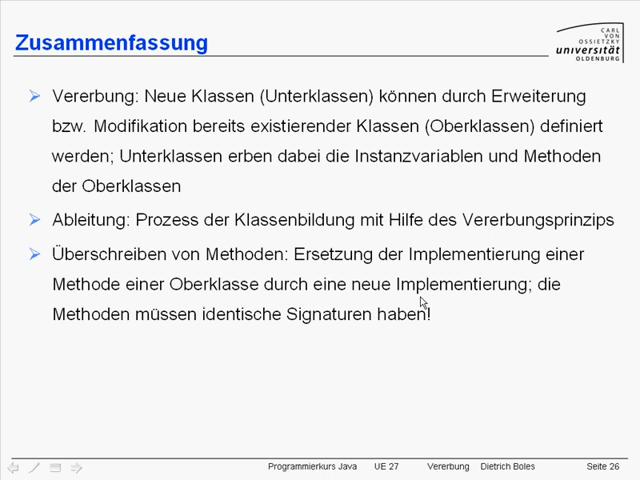 Zusammenfassung
CARL
VON
OSSIETZKY
universität
OLDENBURG
Vererbung: Neue Klassen (Unterklassen) können durch Erweiterung
bzw. Modifikation bereits existierender Klassen (Oberklassen) definiert
werden; Unterklassen erben dabei die Instanzvariablen und Methoden
der Oberklassen
Ableitung: Prozess der Klassenbildung mit Hilfe des Vererbungsprinzips
Überschreiben von Methoden: Ersetzung der Implementierung einer
Methode einer Oberklasse durch eine neue Implementierung; die
Methoden müssen identische Signaturen haben!
Programmierkurs Java UE 27 Vererbung Dietrich Boles Seite 26